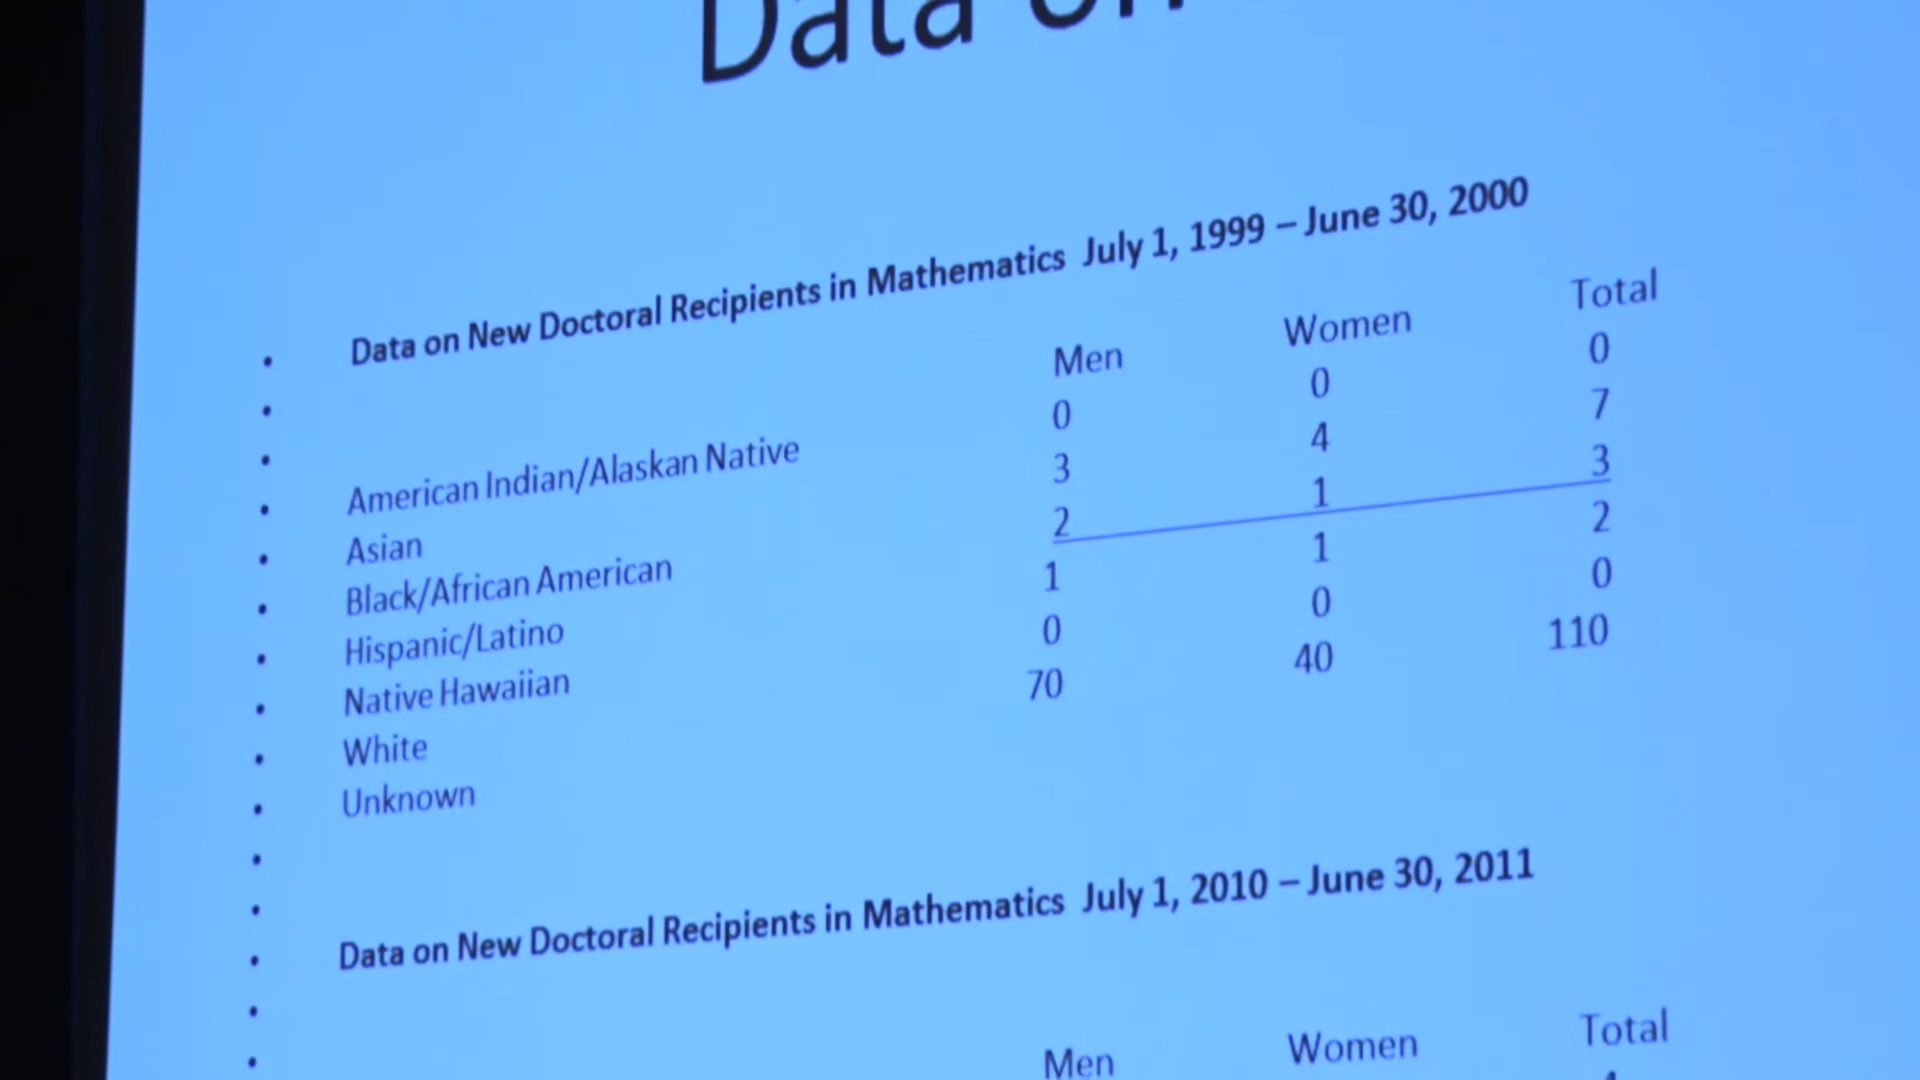 Data on
• Data on New Doctoral Recipients in Mathematics July 1, 1999 – June 30, 2000
•
• Men Women Total
• American Indian/Alaskan Native 0 0 0
• Asian 3 4 7
• Black/African American 2 1 3
• Hispanic/Latino 1 1 2
• Native Hawaiian 0 0 0
• White 70 40 110
• Unknown
•
•
• Data on New Doctoral Recipients in Mathematics July 1, 2010 – June 30, 2011
•
• Men Women Total